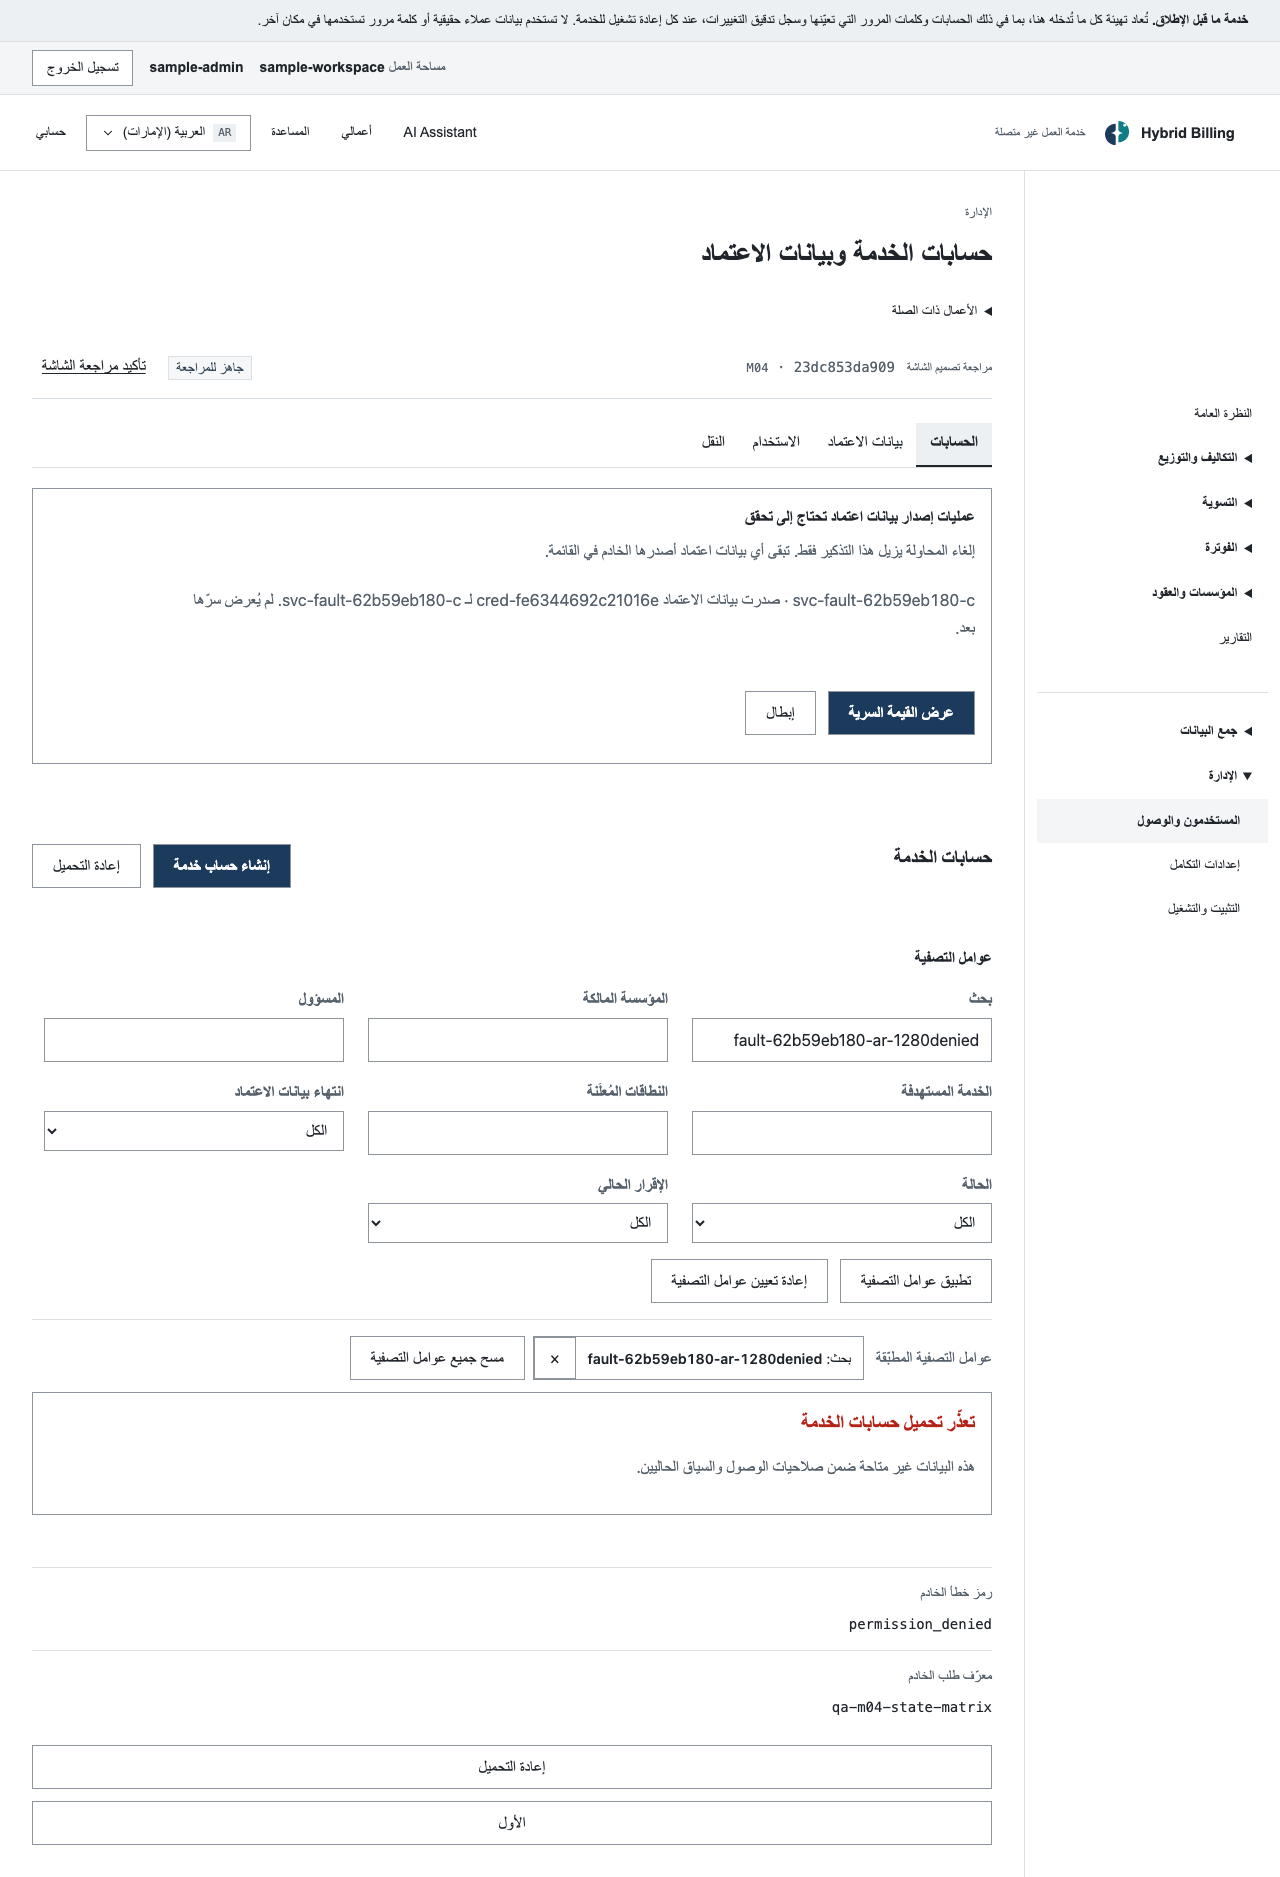 خدمة ما قبل الإطلاق. تُعاد تهيئة كل ما تُدخله هنا، بما في ذلك الحسابات وكلمات المرور التي تعيّنها وسجل تدقيق التغييرات، عند كل إعادة تشغيل للخدمة. لا تستخدم بيانات عملاء حقيقية أو كلمة مرور تستخدمها في مكان آخر.
مساحة العمل sample-workspace sample-admin تسجيل الخروج
Hybrid Billing خدمة العمل غير متصلة AI Assistant أعمالي المساعدة AR العربية (الإمارات) حسابي
النظرة العامة
التكاليف والتوزيع
التسوية
الفوترة
المؤسسات والعقود
التقارير
جمع البيانات
الإدارة
المستخدمون والوصول
إعدادات التكامل
التثبيت والتشغيل
الإدارة
حسابات الخدمة وبيانات الاعتماد
الأعمال ذات الصلة
مراجعة تصميم الشاشة M04 · 23dc853da909 جاهز للمراجعة تأكيد مراجعة الشاشة
الحسابات بيانات الاعتماد الاستخدام النقل
عمليات إصدار بيانات اعتماد تحتاج إلى تحقق
إلغاء المحاولة يزيل هذا التذكير فقط. تبقى أي بيانات اعتماد أصدرها الخادم في القائمة.
svc-fault-62b59eb180-c · صدرت بيانات الاعتماد cred-fe6344692c21016e لـ svc-fault-62b59eb180-c. لم يُعرض سرّها
بعد.
عرض القيمة السرية إبطال
حسابات الخدمة إنشاء حساب خدمة إعادة التحميل
عوامل التصفية
بحث المؤسسة المالكة المسؤول
fault-62b59eb180-ar-1280denied
الخدمة المستهدفة النطاقات المُعلَنة انتهاء بيانات الاعتماد
الكل
الحالة الإقرار الحالي
الكل الكل
تطبيق عوامل التصفية إعادة تعيين عوامل التصفية
عوامل التصفية المطبّقة بحث: fault-62b59eb180-ar-1280denied × مسح جميع عوامل التصفية
تعذّر تحميل حسابات الخدمة
هذه البيانات غير متاحة ضمن صلاحيات الوصول والسياق الحاليين.
رمز خطأ الخادم
permission_denied
معرّف طلب الخادم
qa-m04-state-matrix
إعادة التحميل
الأول